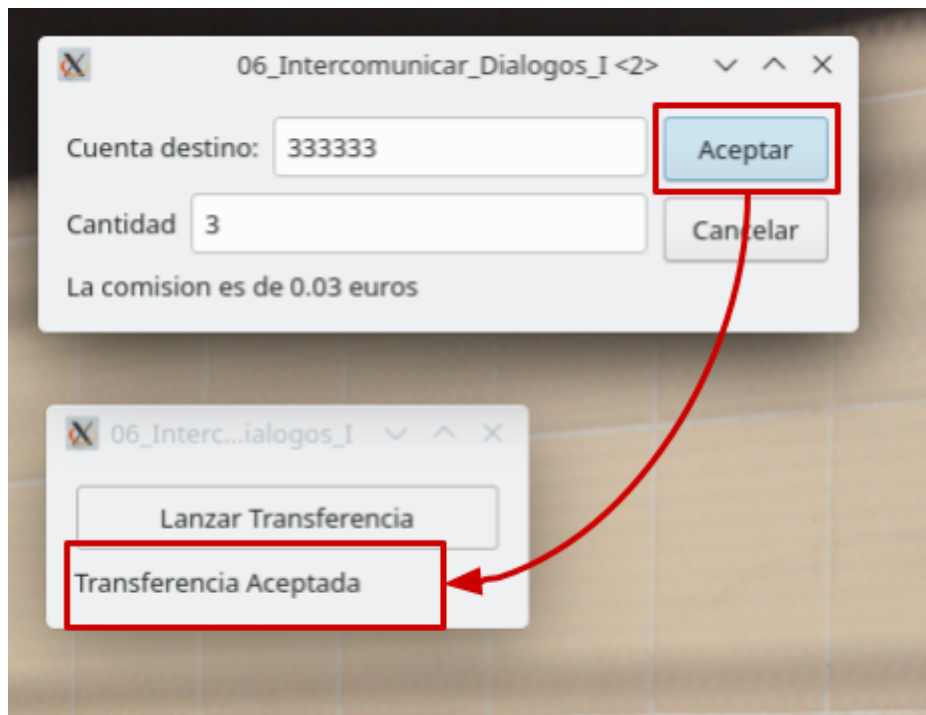 06_Intercomunicar_Dialogos_I <2>
Cuenta destino: 333333 Aceptar
Cantidad 3 Cancelar
La comision es de 0.03 euros
06_Interc...ialogos_I
Lanzar Transferencia
Transferencia Aceptada